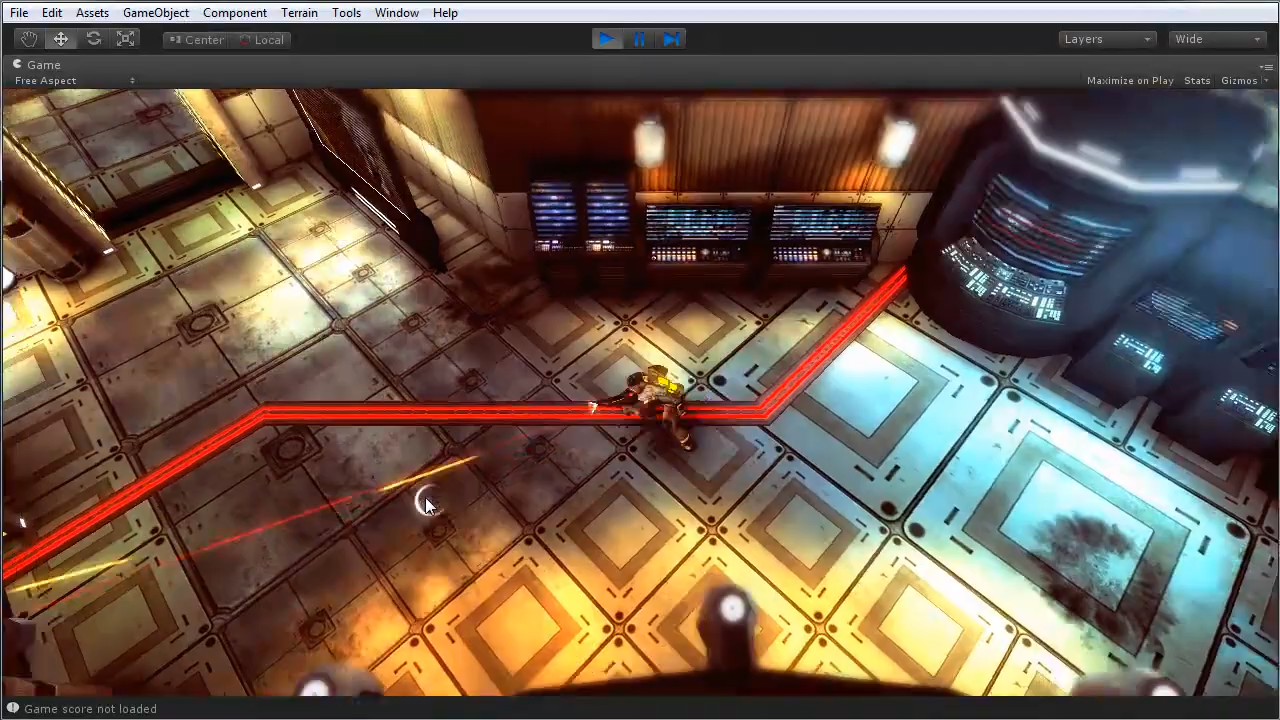 File Edit Assets GameObject Component Terrain Tools Window Help
Center Local Layers Wide
Game
Free Aspect Maximize on Play Stats Gizmos
Game score not loaded